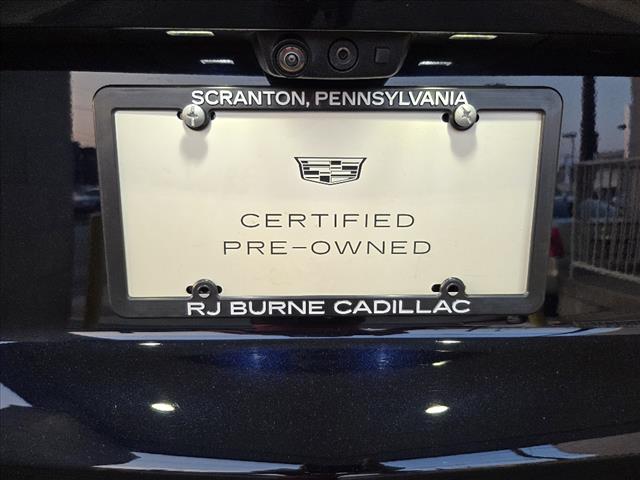 SCRANTON, PENNSYLVANIA
CERTIFIED
PRE-OWNED
RJ BURNE CADILLAC